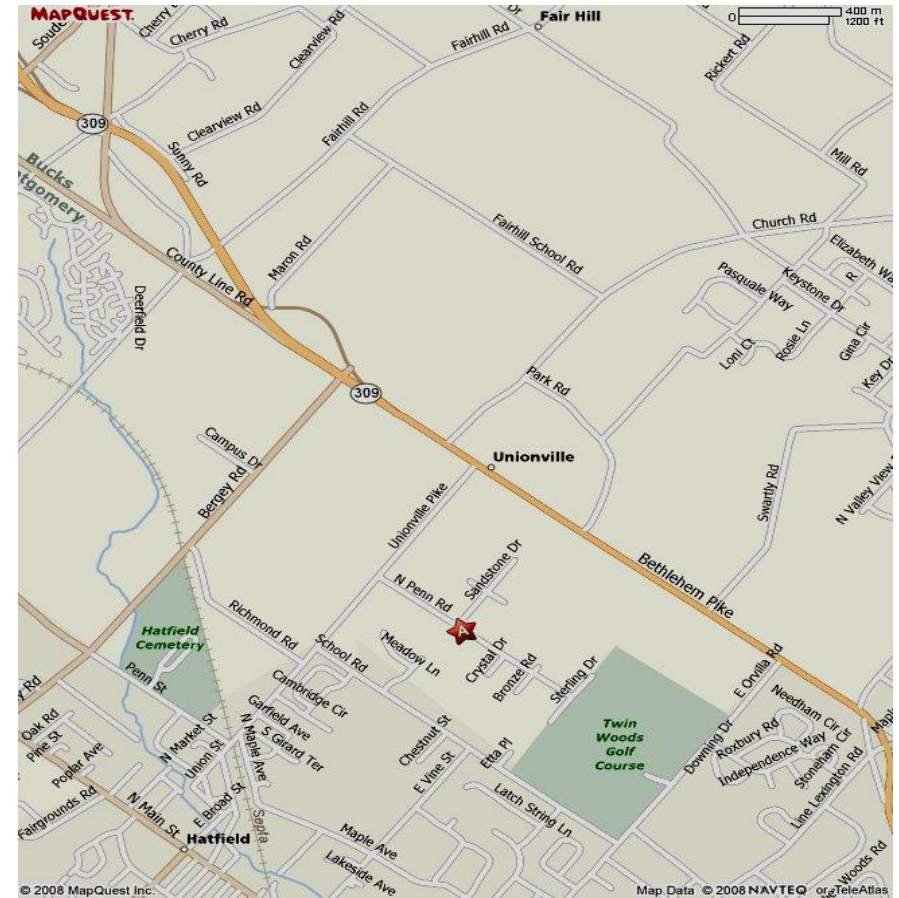 MAPQUEST.
0
400 m
1200 ft
Cherry Rd
Cherry Rd
Clearview Rd
Fairhill Rd
Fair Hill
Rickert Rd
309
Clearview Rd
Fairhill Rd
Sunny Rd
Mill Rd
Bucks
Maron Rd
Fairhill School Rd
Church Rd
County Line Rd
Pasquale Way
Keystone Dr
Elizabeth Wa
R
Deerfield Dr
Loni Ct
Rosie Ln
Gina Cir
Key Dr
309
Park Rd
Campus Dr
Bergey Rd
Unionville
Unionville Pike
Swartly Rd
N Valley View
Sandstone Dr
Bethlehem Pike
N Penn Rd
A
Hatfield
Cemetery
Richmond Rd
School Rd
Meadow Ln
Crystal Dr
Bronze Rd
Sterling Dr
E Orvilla Rd
Penn St
Cambridge Cir
Garfield Ave
S Girard Ter
Twin
Woods
Golf
Course
Needham Cir
Roxbury Rd
Independence Way
Stoneham Cir
Downing Dr
Oak Rd
Pine St
Poplar Ave
N Market St
Union St
N Maple Ave
Chestnut St
E Vine St
Etta Pl
Line Lexington Rd
Fairgrounds Rd
N Main St
E Broad St
Latch String Ln
Hatfield
Septa
Maple Ave
Lakeside Ave
Woods Rd
© 2008 MapQuest Inc.
Map Data © 2008 NAVTEQ or TeleAtlas